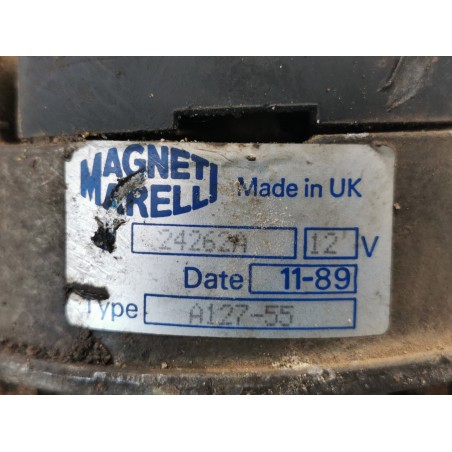 MAGNETI
MARELLI
Made in UK
24262A 12 V
Date 11-89
Type A127-55